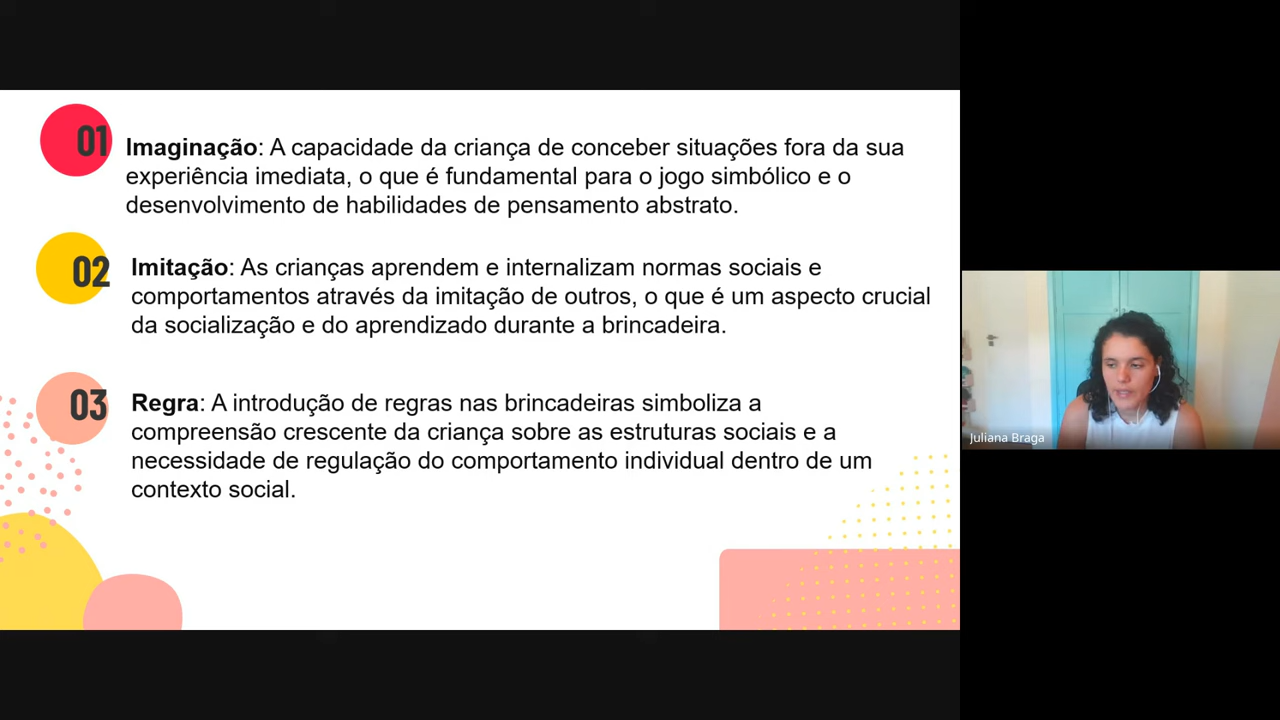 01
Imaginação: A capacidade da criança de conceber situações fora da sua
experiência imediata, o que é fundamental para o jogo simbólico e o
desenvolvimento de habilidades de pensamento abstrato.
02
Imitação: As crianças aprendem e internalizam normas sociais e
comportamentos através da imitação de outros, o que é um aspecto crucial
da socialização e do aprendizado durante a brincadeira.
03
Regra: A introdução de regras nas brincadeiras simboliza a
compreensão crescente da criança sobre as estruturas sociais e a
necessidade de regulação do comportamento individual dentro de um
contexto social.
Juliana Braga